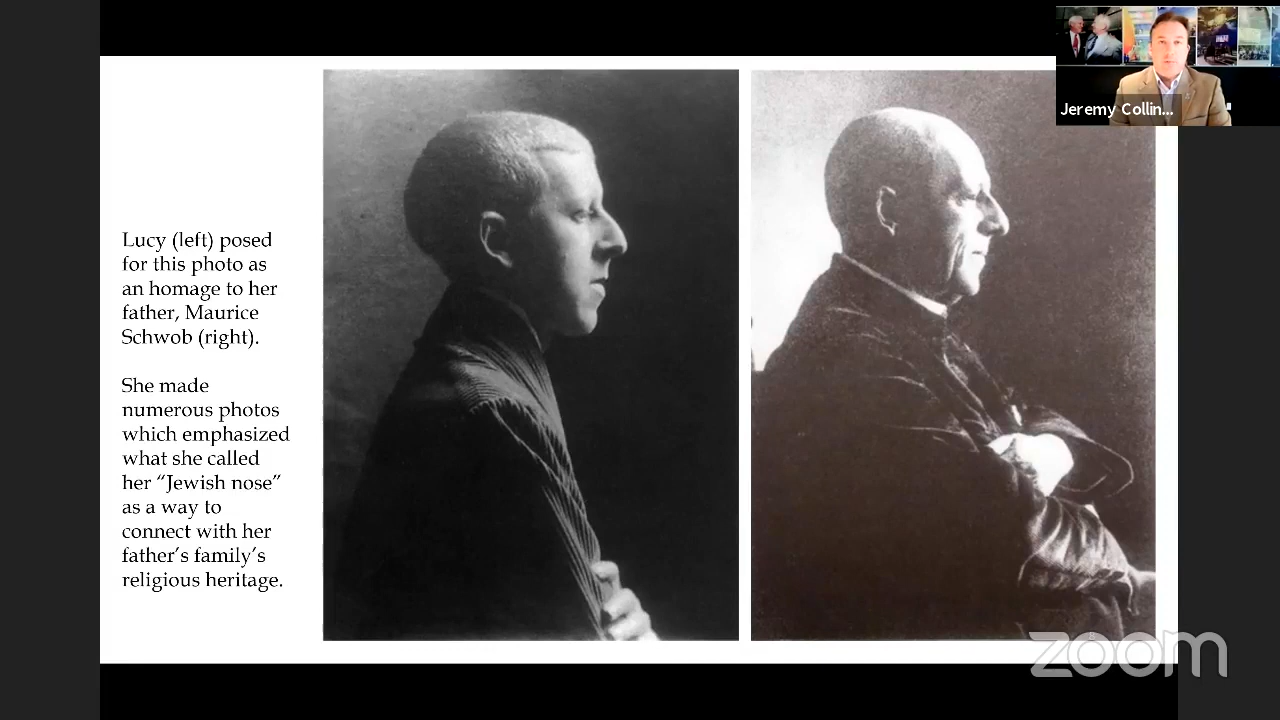 Jeremy Collin...
Lucy (left) posed
for this photo as
an homage to her
father, Maurice
Schwob (right).
She made
numerous photos
which emphasized
what she called
her “Jewish nose”
as a way to
connect with her
father’s family’s
religious heritage.
zoom